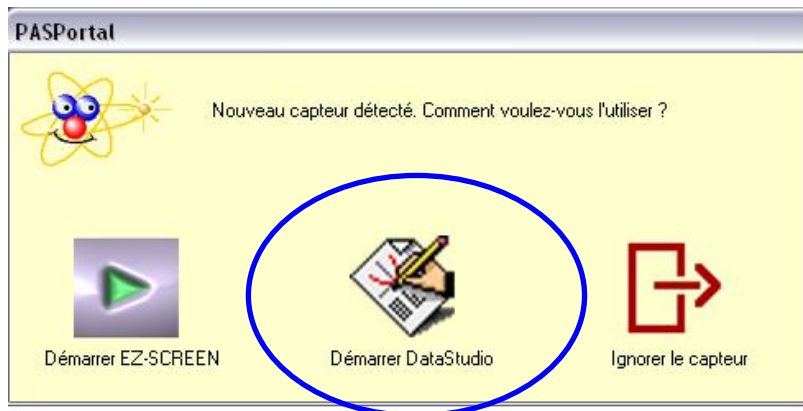 PASPortal
Nouveau capteur détecté. Comment voulez-vous l'utiliser ?
Démarrer EZ-SCREEN
Démarrer DataStudio
Ignorer le capteur